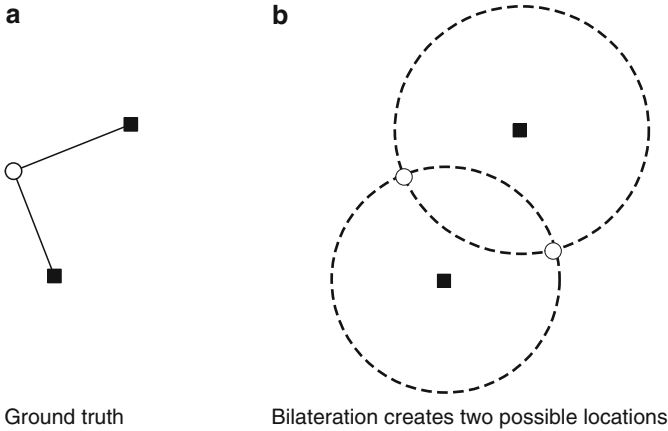 a
b
Ground truth
Bilateration creates two possible locations